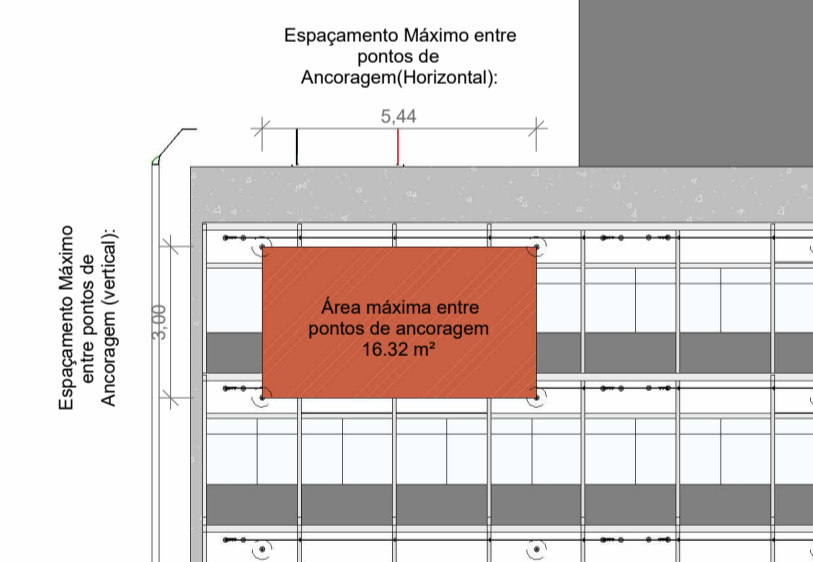 Espaçamento Máximo entre
pontos de
Ancoragem(Horizontal):
5,44
Espaçamento Máximo
entre pontos de
Ancoragem (vertical):
3,00
Área máxima entre
pontos de ancoragem
16.32 m²